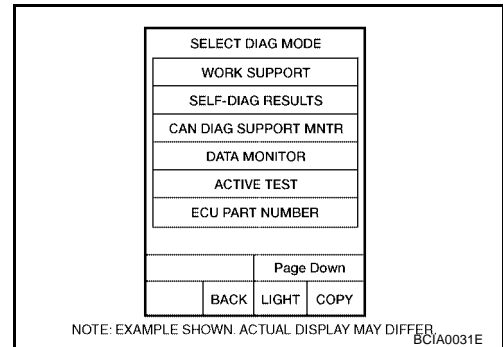 SELECT DIAG MODE
WORK SUPPORT
SELF-DIAG RESULTS
CAN DIAG SUPPORT MNTR
DATA MONITOR
ACTIVE TEST
ECU PART NUMBER
Page Down
BACK LIGHT COPY
NOTE: EXAMPLE SHOWN. ACTUAL DISPLAY MAY DIFFER.
BCIA0031E